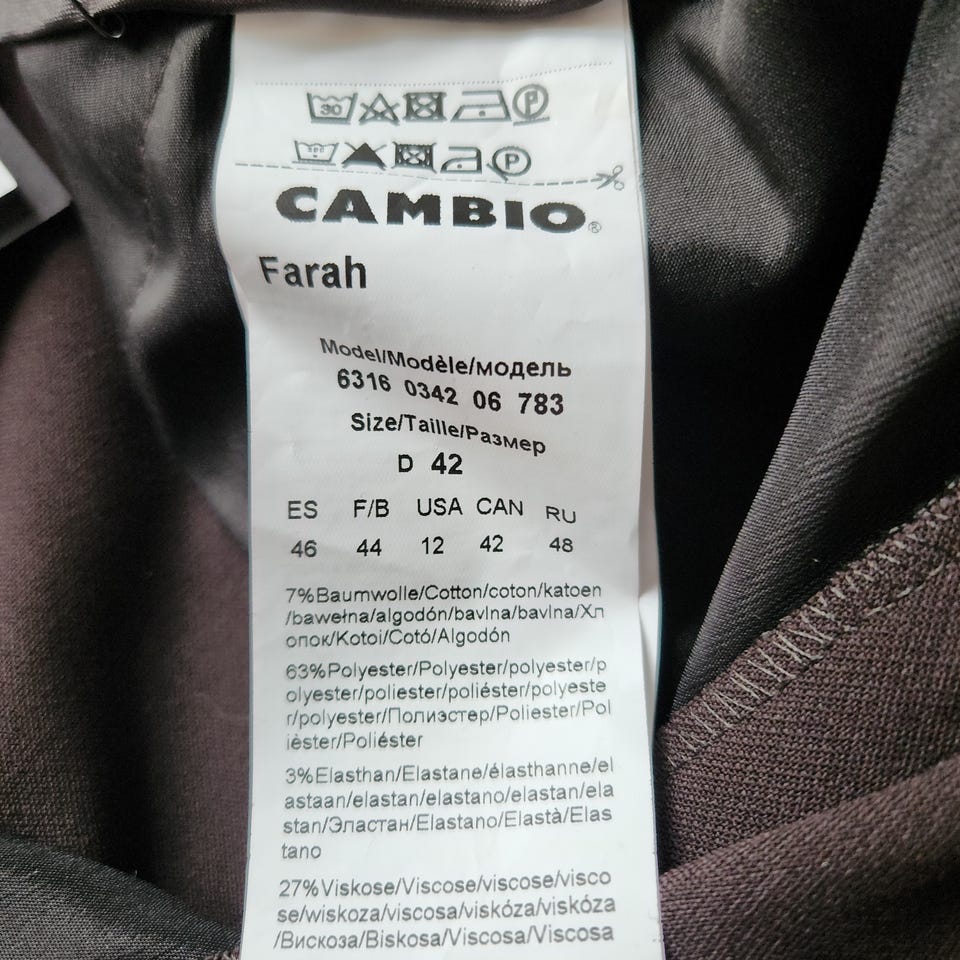 30 P
30C P
CAMBIO®
Farah
Model/Modèle/модель
6316 0342 06 783
Size/Taille/Размер
D 42
ES F/B USA CAN RU
46 44 12 42 48
7%Baumwolle/Cotton/coton/katoen
/bawełna/algodón/bavlna/bavlna/Хл
опок/Kotoi/Cotó/Algodón
63%Polyester/Polyester/polyester/p
olyester/poliester/poliéster/polyeste
r/polyester/Полиэстер/Poliester/Pol
ièster/Poliéster
3%Elasthan/Elastane/élasthanne/el
astaan/elastan/elastano/elastan/ela
stan/Эластан/Elastano/Elastà/Elas
tano
27%Viskose/Viscose/viscose/visco
se/wiskoza/viscosa/viskóza/viskóza
/Вискоза/Biskosa/Viscosa/Viscosa